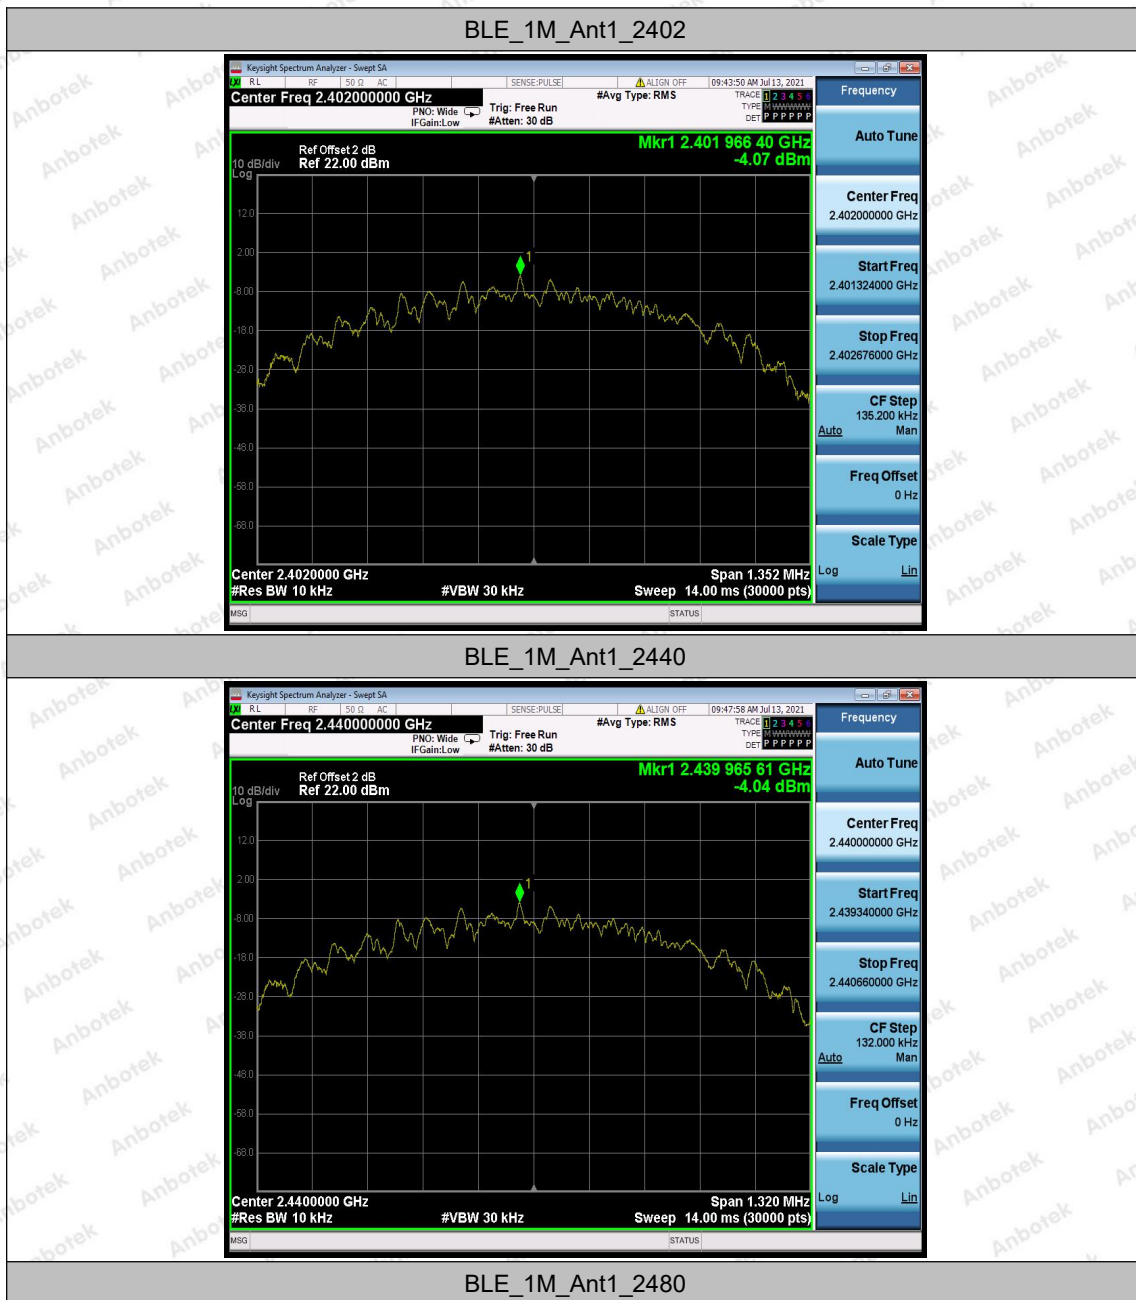 BLE_1M_Ant1_2402
Keysight Spectrum Analyzer - Swept SA
RL RF 50 Ω AC SENSE:PULSE ALIGN OFF 09:43:50 AM Jul 13, 2021
Center Freq 2.402000000 GHz
PNO: Wide
IFGain:Low
Trig: Free Run
#Atten: 30 dB
#Avg Type: RMS
TRACE 1 2 3 4 5 6
TYPE M WWWWW
DET P P P P P P
Frequency
Auto Tune
Center Freq
2.402000000 GHz
Start Freq
2.401324000 GHz
Stop Freq
2.402676000 GHz
CF Step
135.200 kHz
Auto Man
Freq Offset
0 Hz
Scale Type
Log Lin
Mkr1 2.401 966 40 GHz
-4.07 dBm
Ref Offset 2 dB
10 dB/div Ref 22.00 dBm
Log
12.0
2.00
-8.00
-18.0
-28.0
-38.0
-48.0
-58.0
-68.0
1
Center 2.4020000 GHz Span 1.352 MHz
#Res BW 10 kHz #VBW 30 kHz Sweep 14.00 ms (30000 pts)
MSG STATUS
BLE_1M_Ant1_2440
Keysight Spectrum Analyzer - Swept SA
RL RF 50 Ω AC SENSE:PULSE ALIGN OFF 09:47:58 AM Jul 13, 2021
Center Freq 2.440000000 GHz
PNO: Wide
IFGain:Low
Trig: Free Run
#Atten: 30 dB
#Avg Type: RMS
TRACE 1 2 3 4 5 6
TYPE M WWWWW
DET P P P P P P
Frequency
Auto Tune
Center Freq
2.440000000 GHz
Start Freq
2.439340000 GHz
Stop Freq
2.440660000 GHz
CF Step
132.000 kHz
Auto Man
Freq Offset
0 Hz
Scale Type
Log Lin
Mkr1 2.439 965 61 GHz
-4.04 dBm
Ref Offset 2 dB
10 dB/div Ref 22.00 dBm
Log
12.0
2.00
-8.00
-18.0
-28.0
-38.0
-48.0
-58.0
-68.0
1
Center 2.4400000 GHz Span 1.320 MHz
#Res BW 10 kHz #VBW 30 kHz Sweep 14.00 ms (30000 pts)
MSG STATUS
BLE_1M_Ant1_2480
Anbotek